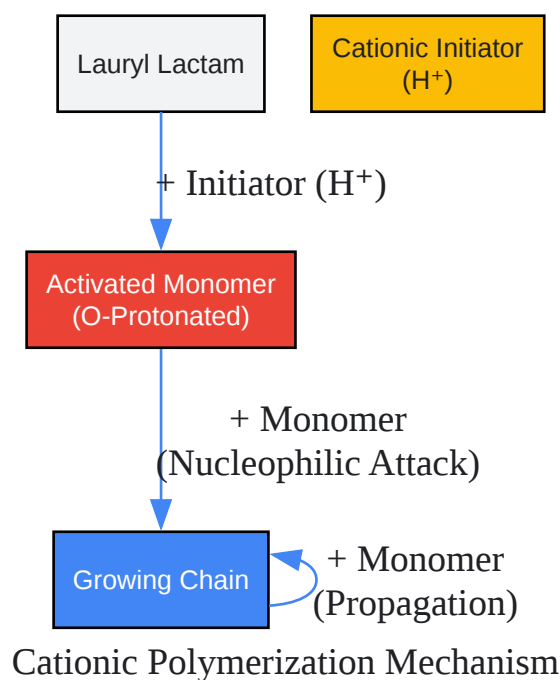 Lauryl Lactam
Cationic Initiator
(H⁺)
+ Initiator (H⁺)
Activated Monomer
(O-Protonated)
+ Monomer
(Nucleophilic Attack)
Growing Chain
+ Monomer
(Propagation)
Cationic Polymerization Mechanism